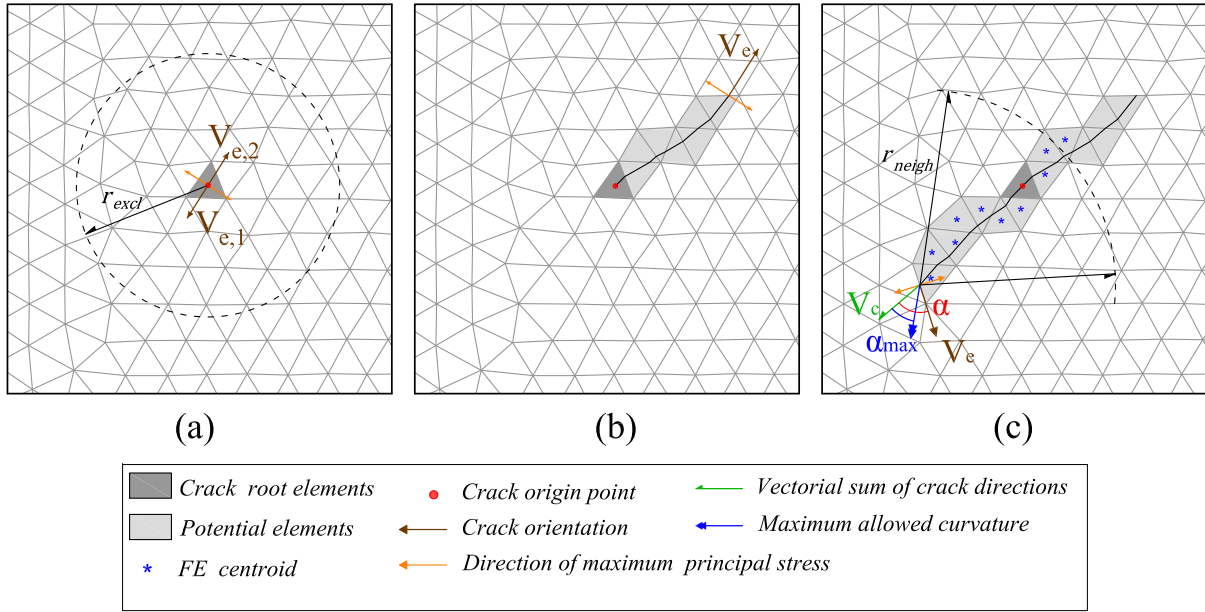 V e,2
r excl
V e,1
(a)
V e
(b)
r neigh
V c
α
α max
V e
(c)
Crack root elements
Crack origin point
Vectorial sum of crack directions
Potential elements
Crack orientation
Maximum allowed curvature
* FE centroid
Direction of maximum principal stress